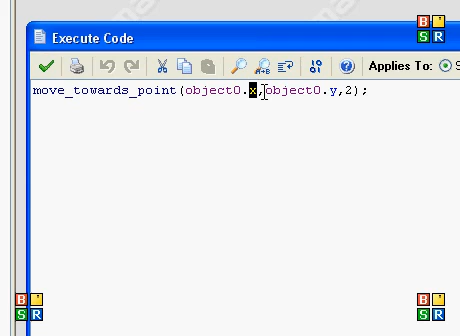 B
S R
Execute Code
Applies To: S
move_towards_point(object0.x,object0.y,2);
B B
S R S R